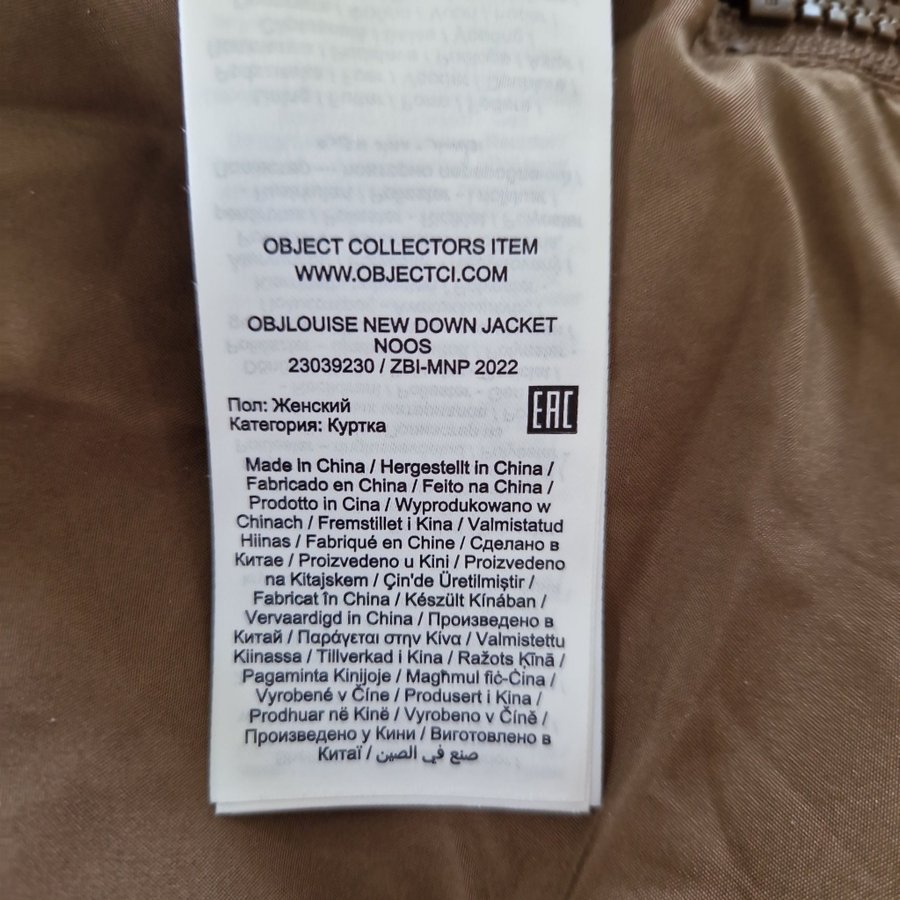 OBJECT COLLECTORS ITEM
WWW.OBJECTCI.COM
OBJLOUISE NEW DOWN JACKET
NOOS
23039230 / ZBI-MNP 2022
Пол: Женский
Категория: Куртка
EAC
Made In China / Hergestellt in China /
Fabricado en China / Feito na China /
Prodotto in Cina / Wyprodukowano w
Chinach / Fremstillet i Kina / Valmistatud
Hiinas / Fabriqué en Chine / Сделано в
Китае / Proizvedeno u Kini / Proizvedeno
na Kitajskem / Çin'de Üretilmiştir /
Fabricat în China / Készült Kínában /
Vervaardigd in China / Произведено в
Китай / Παράγεται στην Κίνα / Valmistettu
Kiinassa / Tillverkad i Kina / Ražots Ķīnā /
Pagaminta Kinijoje / Magħmul fiċ-Ċina /
Vyrobené v Číne / Produsert i Kina /
Prodhuar në Kinë / Vyrobeno v Číně /
Произведено у Кини / Виготовлено в
Китаї / صنع في الصين